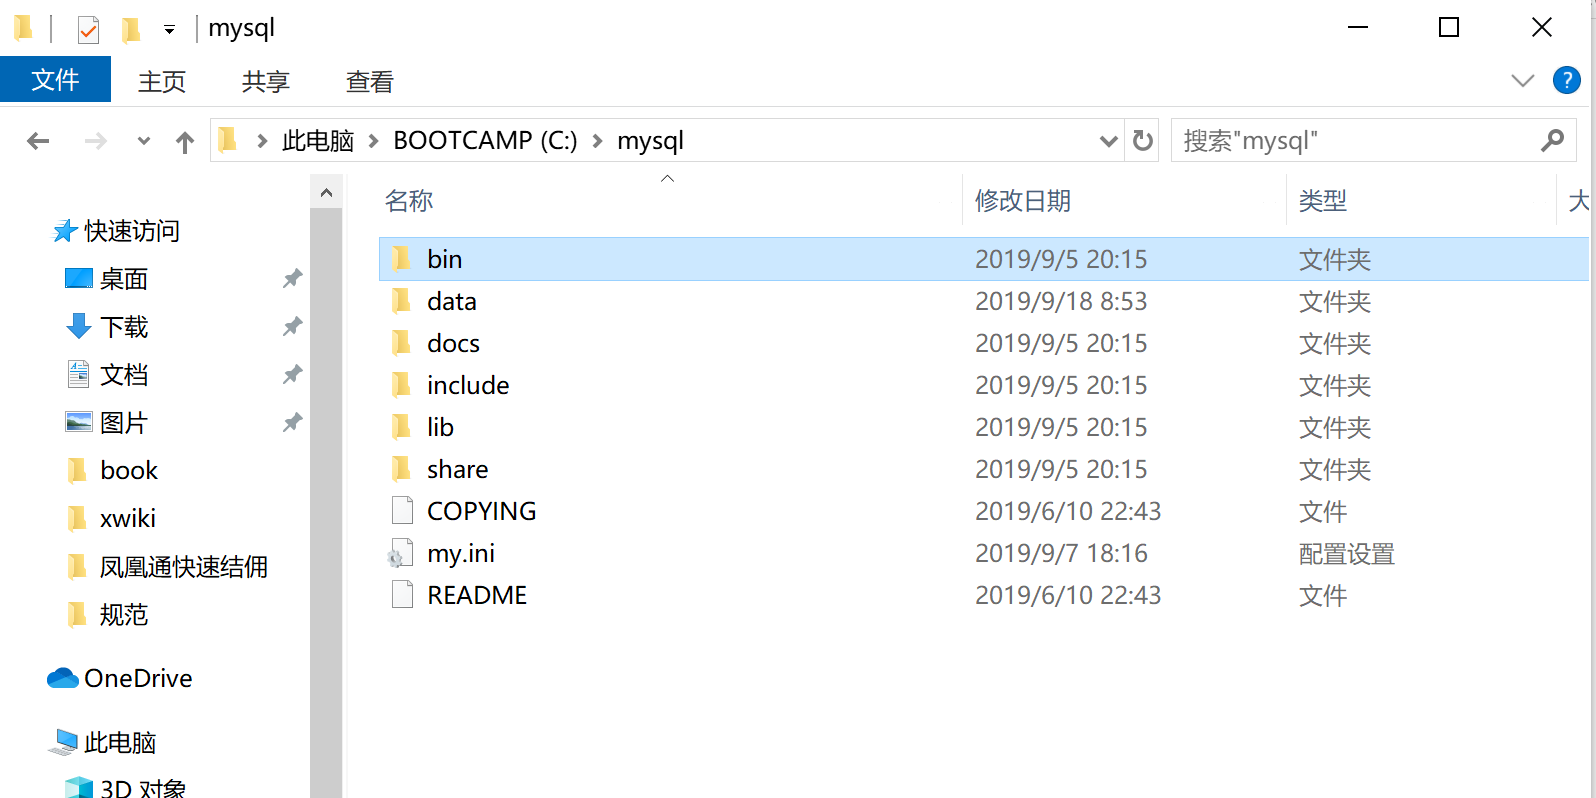 mysql
文件 主页 共享 查看
此电脑 BOOTCAMP (C:) mysql 搜索"mysql"
名称 修改日期 类型 大
快速访问
桌面
下载
文档
图片
book
xwiki
凤凰通快速结佣
规范
OneDrive
此电脑
3D 对象
bin 2019/9/5 20:15 文件夹
data 2019/9/18 8:53 文件夹
docs 2019/9/5 20:15 文件夹
include 2019/9/5 20:15 文件夹
lib 2019/9/5 20:15 文件夹
share 2019/9/5 20:15 文件夹
COPYING 2019/6/10 22:43 文件
my.ini 2019/9/7 18:16 配置设置
README 2019/6/10 22:43 文件